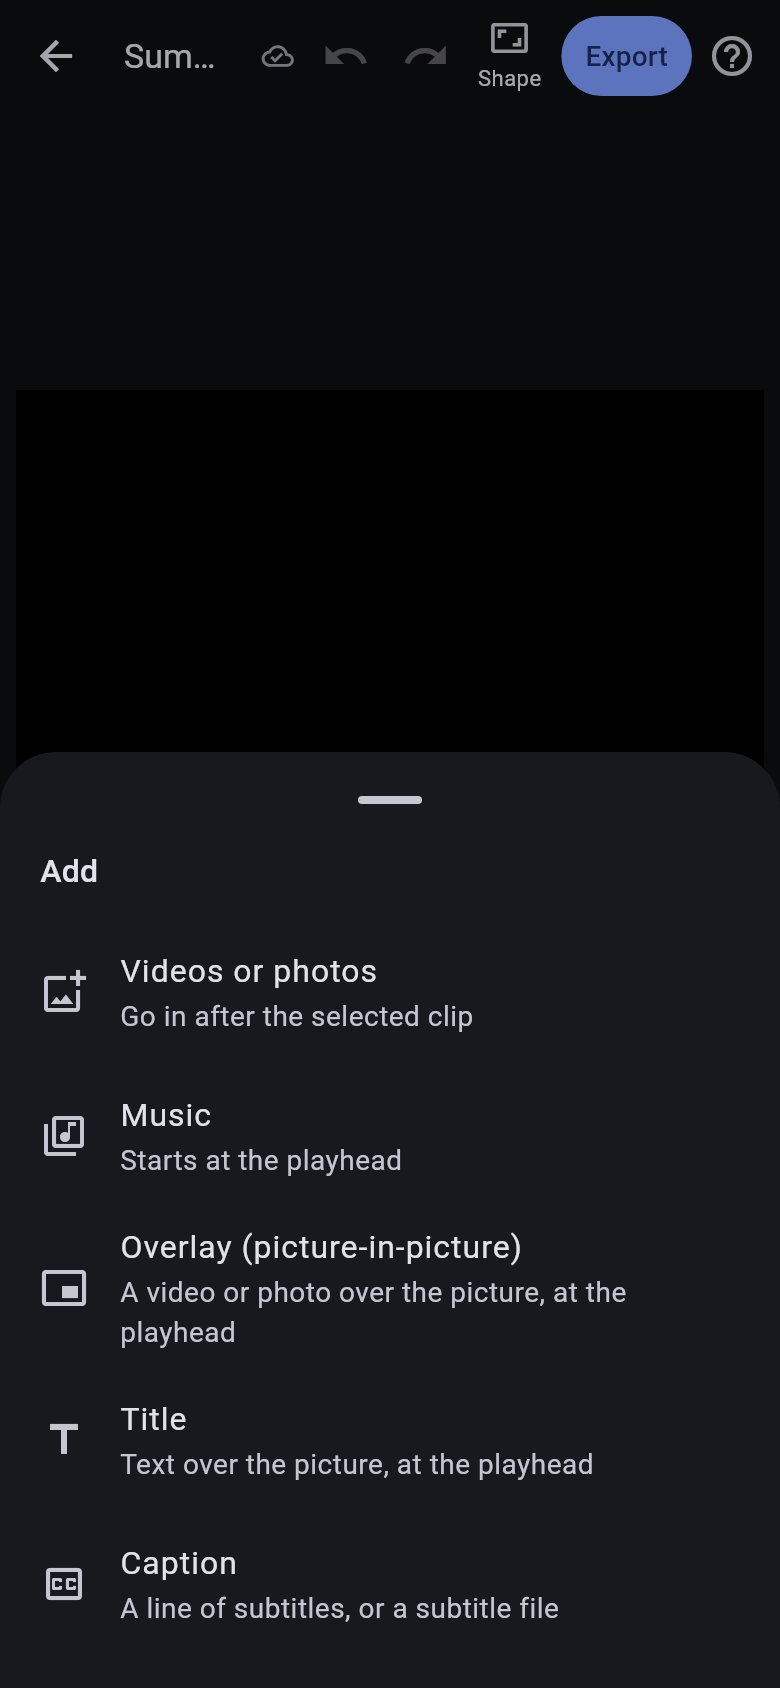 Sum...
Shape
Export
Add
Videos or photos
Go in after the selected clip
Music
Starts at the playhead
Overlay (picture-in-picture)
A video or photo over the picture, at the
playhead
Title
Text over the picture, at the playhead
Caption
A line of subtitles, or a subtitle file